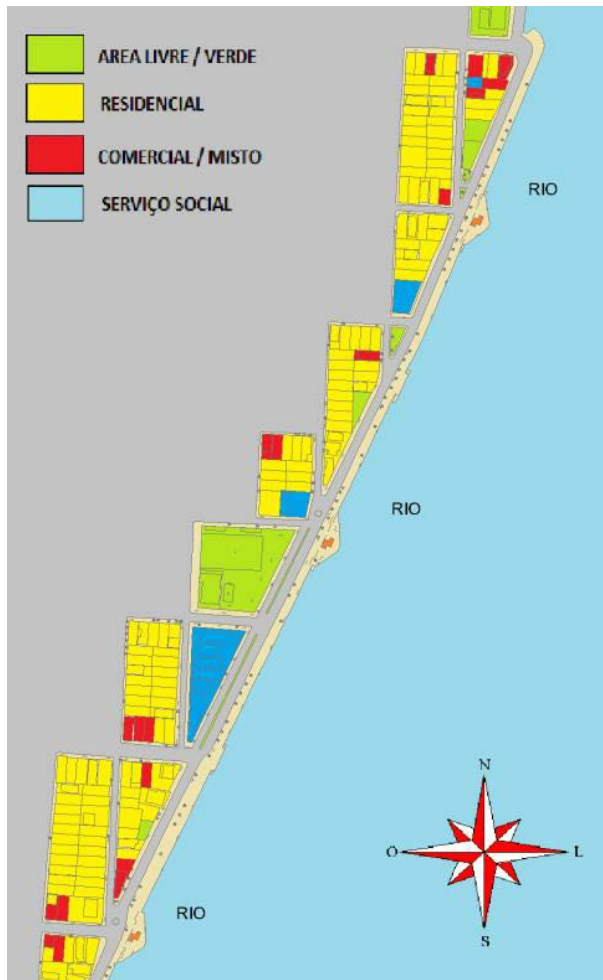 AREA LIVRE / VERDE
RESIDENCIAL
COMERCIAL / MISTO
SERVIÇO SOCIAL
RIO
RIO
N
O
L
S
RIO